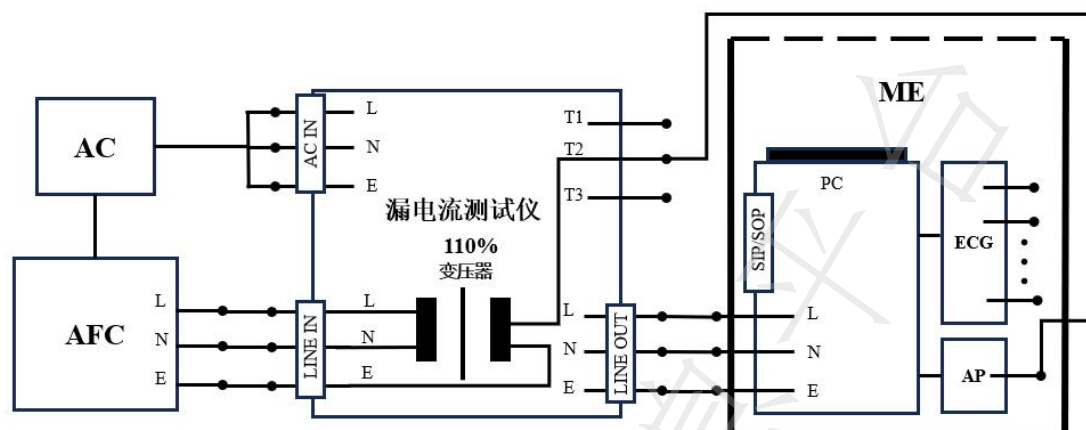 AC
AFC
L
N
E
AC IN
L
N
E
漏电流测试仪
110%
变压器
LINE IN
L
N
E
T1
T2
T3
L
N
E
LINE OUT
ME
PC
SIP/SOP
L
N
E
ECG
AP